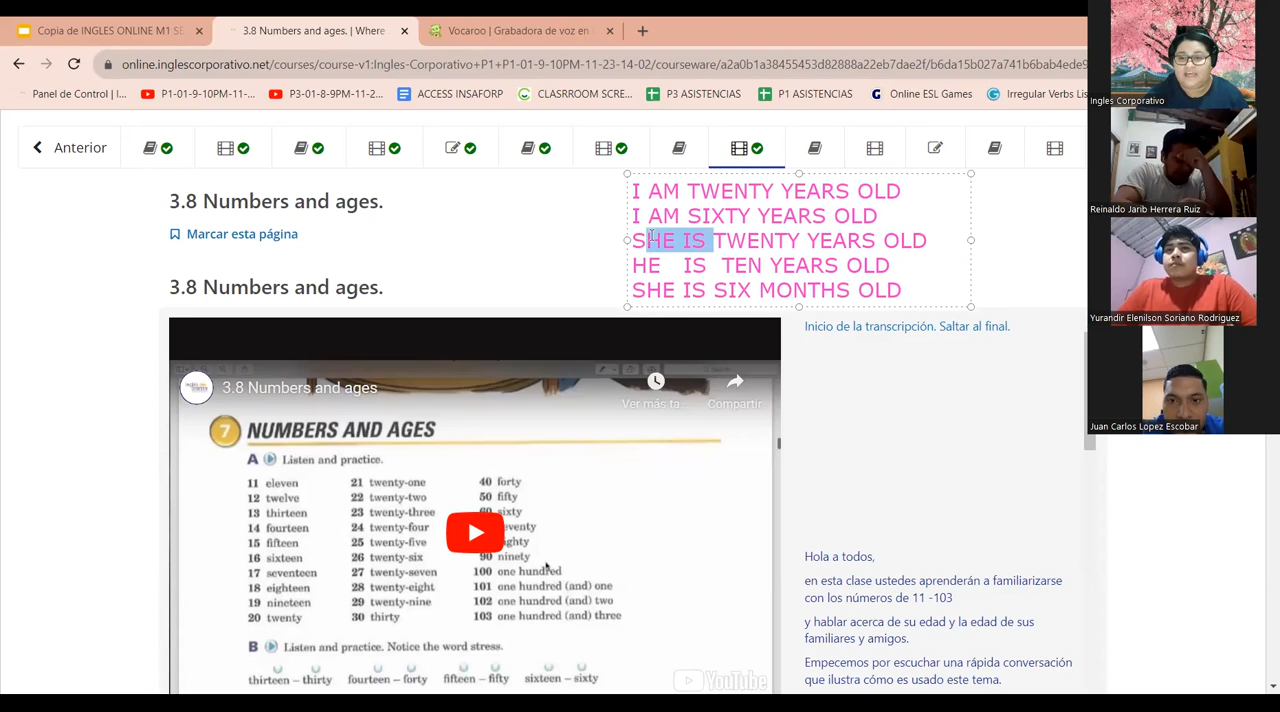 Copia de INGLES ONLINE M1 SE
3.8 Numbers and ages. | Where
Vocaroo | Grabadora de voz en
online.inglescorporativo.net/courses/course-v1:Ingles-Corporativo+P1+P1-01-9-10PM-11-23-14-02/courseware/a2a0b1a38455453d82888a22eb7dae2f/b6da15b027a741b6bab4ede9
Panel de Control | I...
P1-01-9-10PM-11-...
P3-01-8-9PM-11-2...
ACCESS INSAFORP
CLASRROOM SCRE...
P3 ASISTENCIAS
P1 ASISTENCIAS
Online ESL Games
Irregular Verbs Lis
Ingles Corporativo
Anterior
I AM TWENTY YEARS OLD
I AM SIXTY YEARS OLD
SHE IS TWENTY YEARS OLD
HE IS TEN YEARS OLD
SHE IS SIX MONTHS OLD
3.8 Numbers and ages.
Marcar esta página
3.8 Numbers and ages.
Reinaldo Jarib Herrera Ruiz
Yurandir Elenilson Soriano Rodriguez
Juan Carlos Lopez Escobar
Inicio de la transcripción. Saltar al final.
3.8 Numbers and ages
Ver más ta...
Compartir
7 NUMBERS AND AGES
A Listen and practice.
11 eleven
12 twelve
13 thirteen
14 fourteen
15 fifteen
16 sixteen
17 seventeen
18 eighteen
19 nineteen
20 twenty
21 twenty-one
22 twenty-two
23 twenty-three
24 twenty-four
25 twenty-five
26 twenty-six
27 twenty-seven
28 twenty-eight
29 twenty-nine
30 thirty
40 forty
50 fifty
60 sixty
90 ninety
100 one hundred
101 one hundred (and) one
102 one hundred (and) two
103 one hundred (and) three
B Listen and practice. Notice the word stress.
thirteen – thirty fourteen – forty fifteen – fifty sixteen – sixty
YouTube
Hola a todos,
en esta clase ustedes aprenderán a familiarizarse
con los números de 11 -103
y hablar acerca de su edad y la edad de sus
familiares y amigos.
Empecemos por escuchar una rápida conversación
que ilustra cómo es usado este tema.